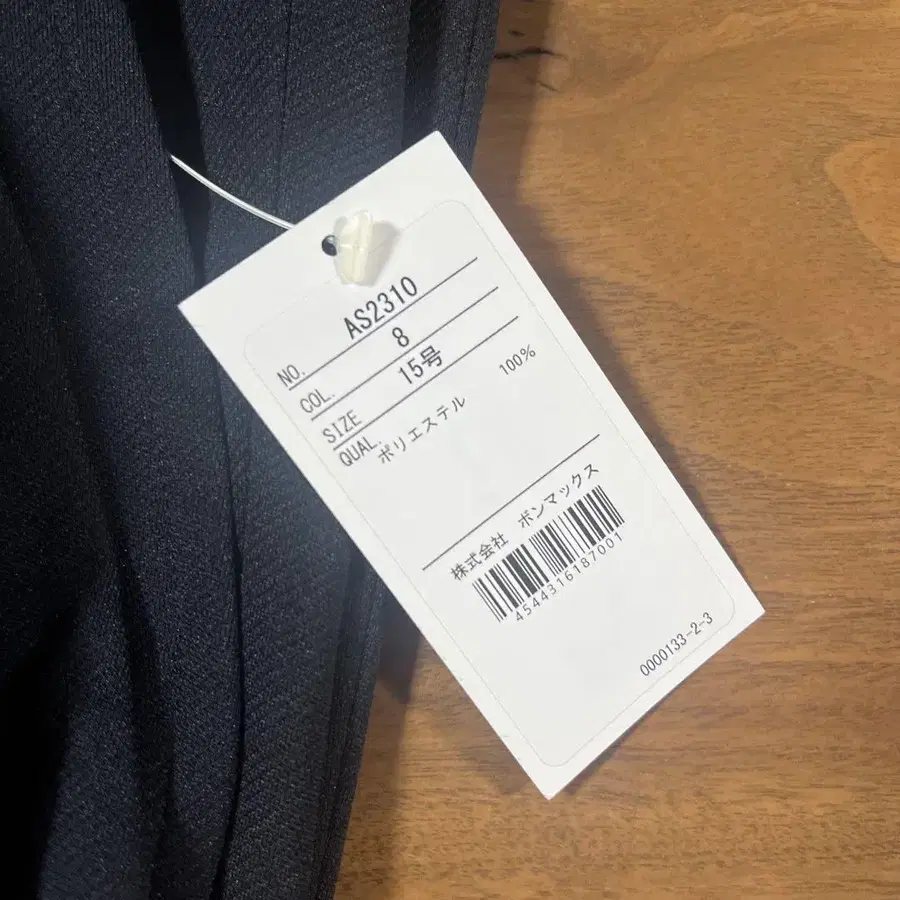 NO. AS2310
COL. 8
SIZE 15号
QUAL.
ポリエステル 100%
株式会社 ボンマックス
4544316187001
0000133-2-3